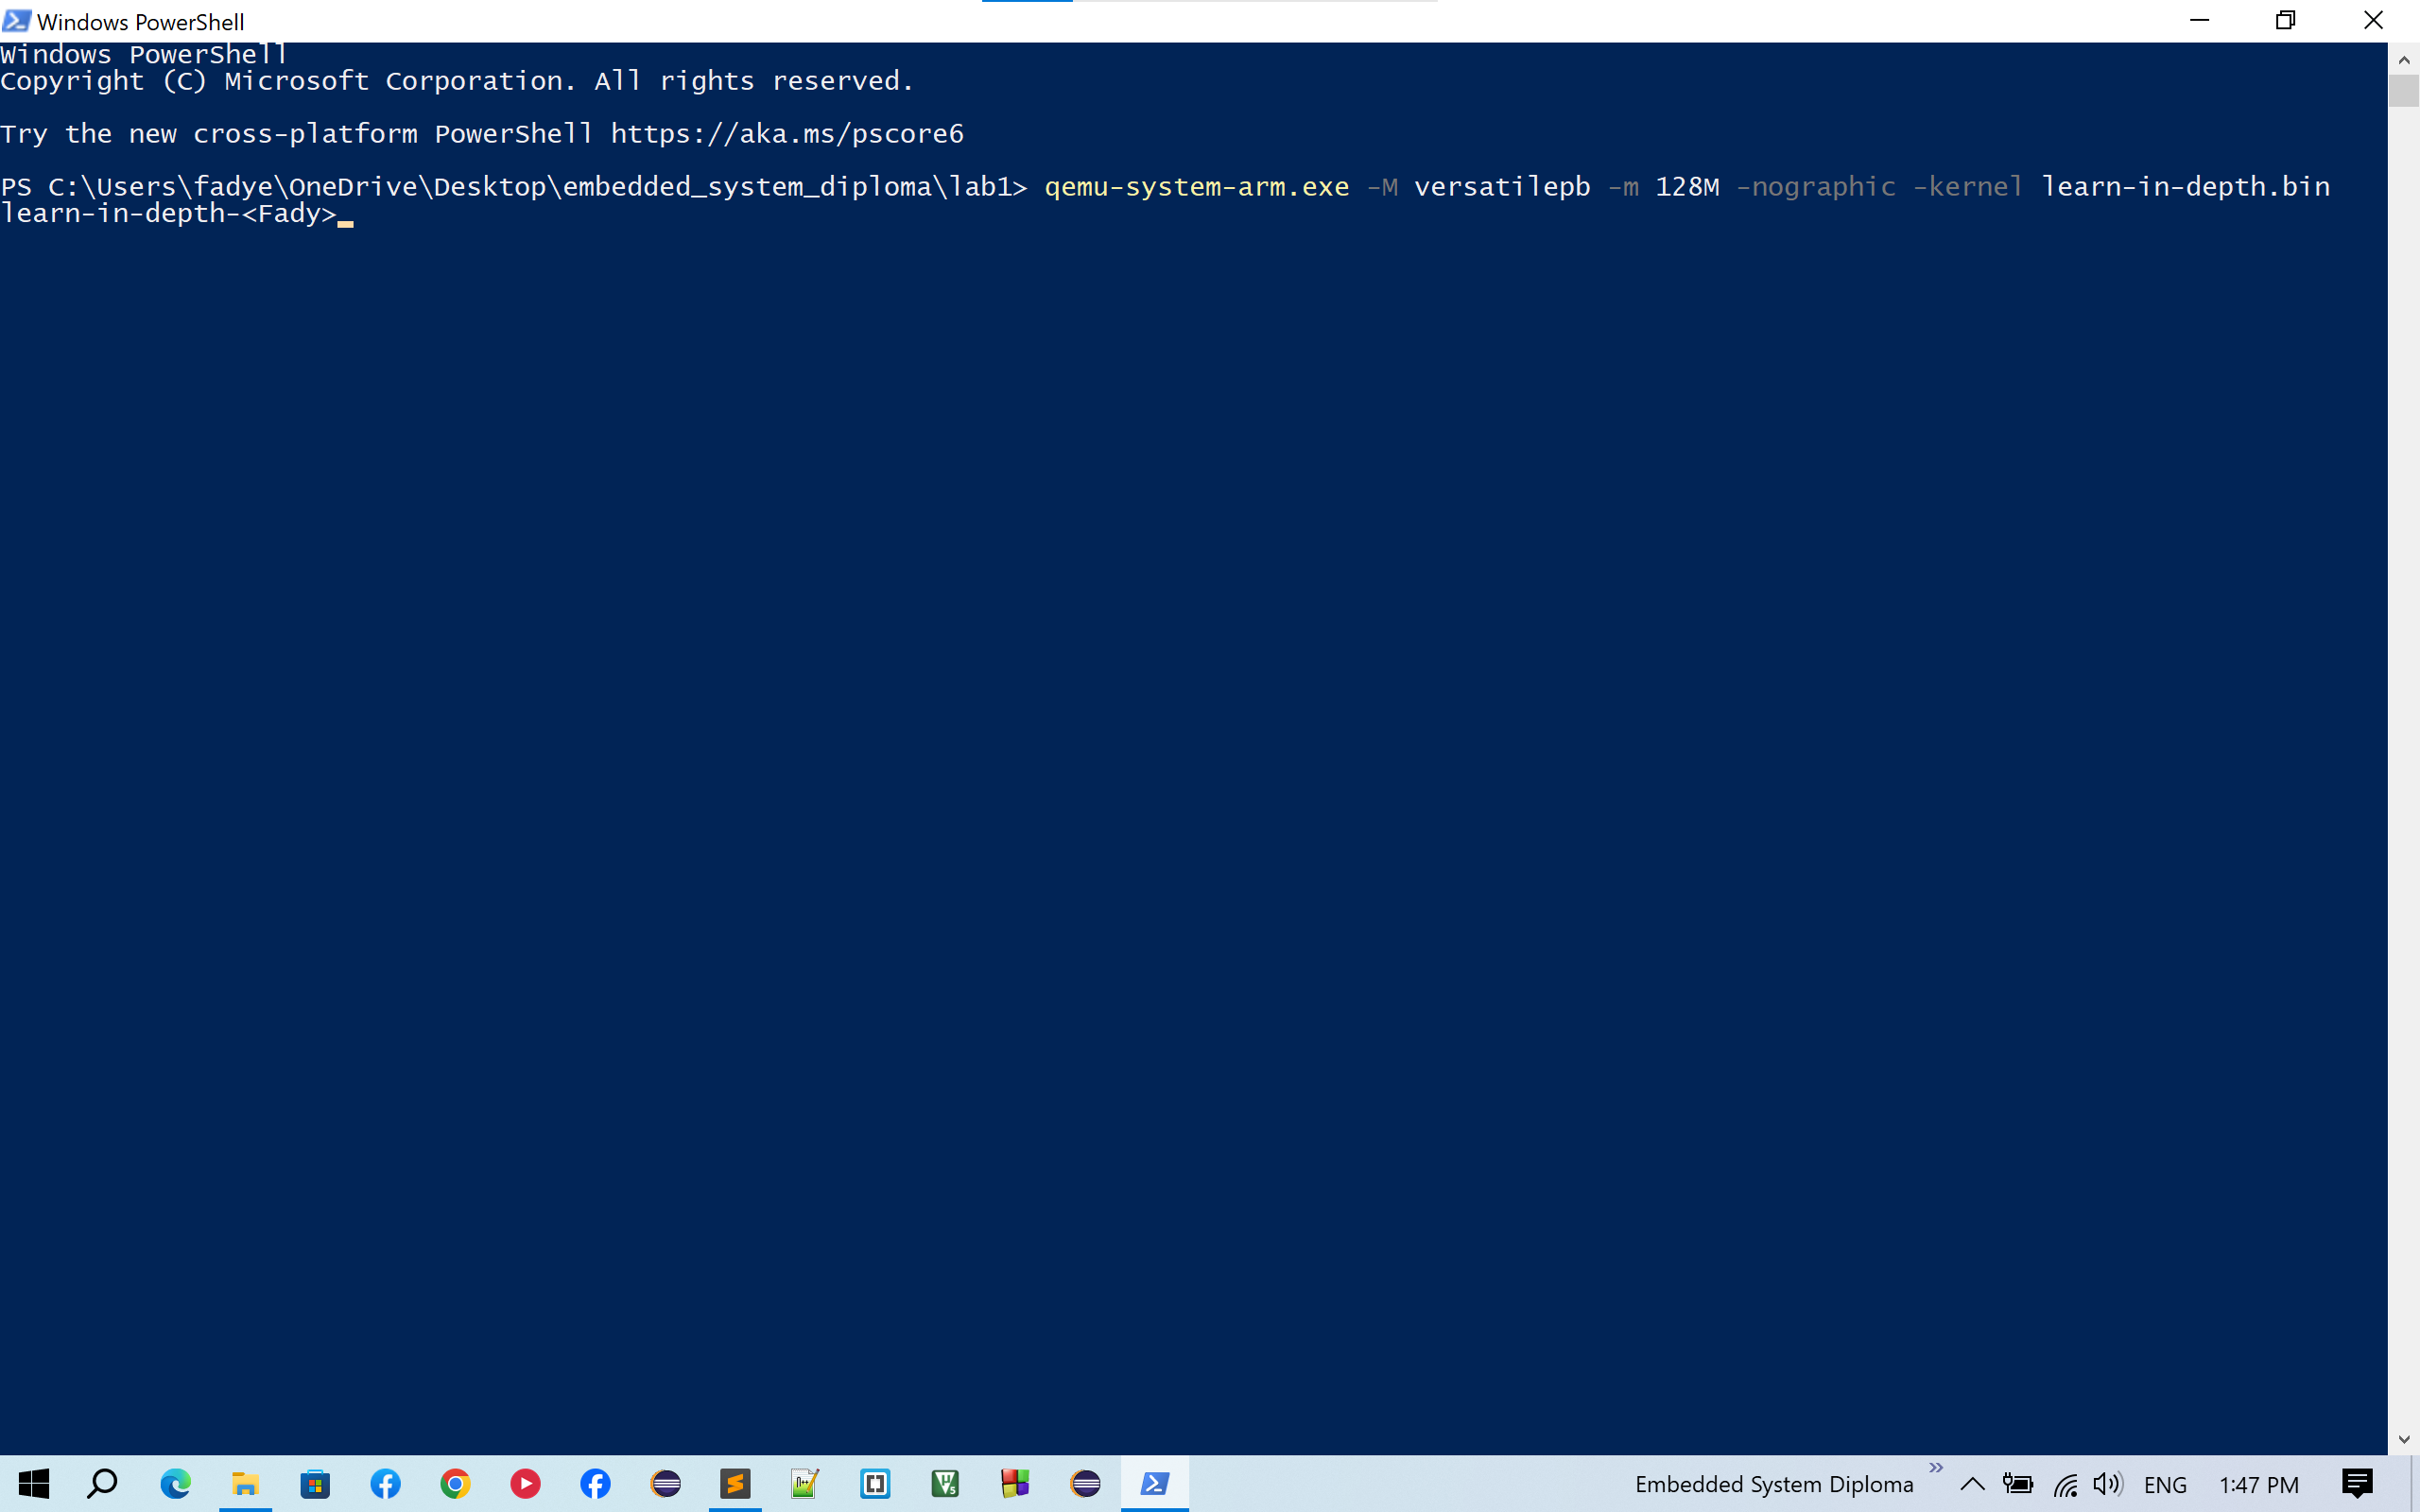 Windows PowerShell
Windows PowerShell
Copyright (C) Microsoft Corporation. All rights reserved.
Try the new cross-platform PowerShell https://aka.ms/pscore6
PS C:\Users\fadye\OneDrive\Desktop\embedded_system_diploma\lab1> qemu-system-arm.exe -M versatilepb -m 128M -nographic -kernel learn-in-depth.bin
learn-in-depth-<Fady>
Embedded System Diploma » ENG 1:47 PM